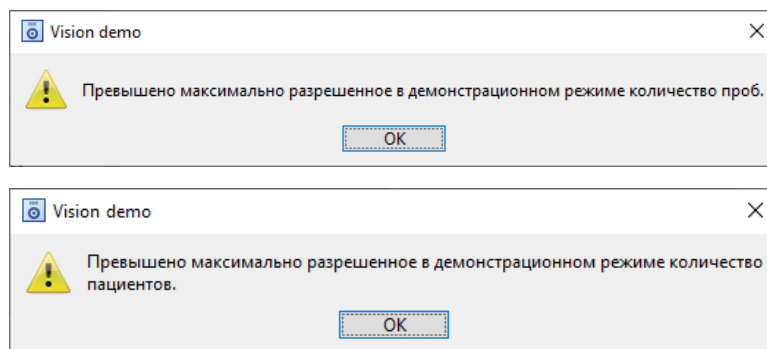 Vision demo
Превышено максимально разрешенное в демонстрационном режиме количество проб.
OK
Vision demo
Превышено максимально разрешенное в демонстрационном режиме количество
пациентов.
OK